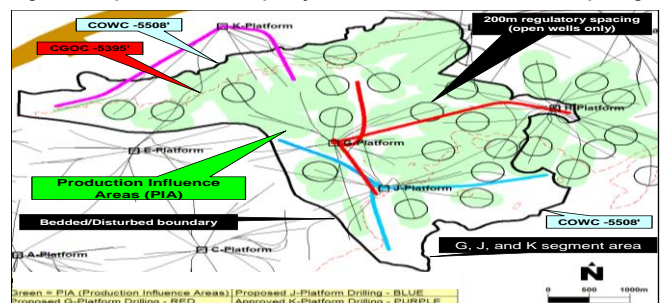 COWC -5508'
K-Platform
200m regulatory spacing
(open wells only)
CGOC -5395'
G-Platform
E-Platform
J-Platform
Production Influence
Areas (PIA)
Bedded/Disturbed boundary
COWC -5508'
A-Platform
C-Platform
G, J, and K segment area
N
Green = PIA (Production Influence Areas) Proposed J-Platform Drilling - BLUE
Proposed G-Platform Drilling - RED Approved K-Platform Drilling - PURPLE
0 500 1000m